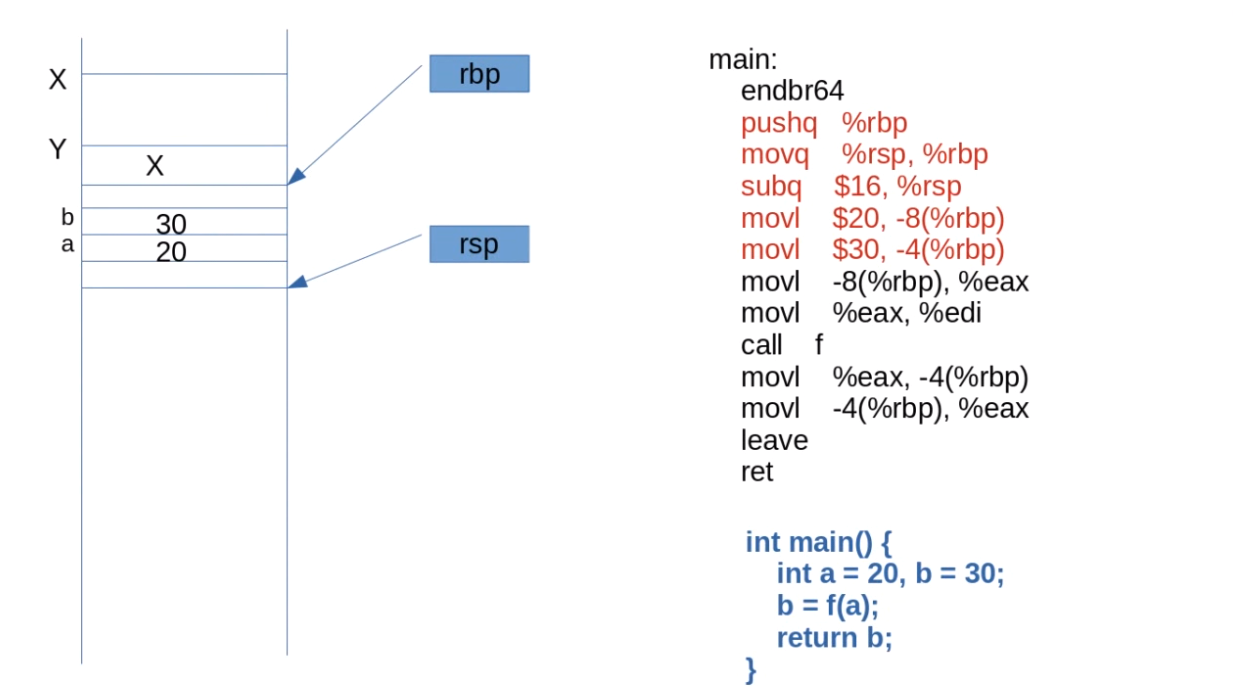 X
Y
X
b
30
a
20
rbp
rsp
main:
endbr64
pushq %rbp
movq %rsp, %rbp
subq $16, %rsp
movl $20, -8(%rbp)
movl $30, -4(%rbp)
movl -8(%rbp), %eax
movl %eax, %edi
call f
movl %eax, -4(%rbp)
movl -4(%rbp), %eax
leave
ret
int main() {
int a = 20, b = 30;
b = f(a);
return b;
}